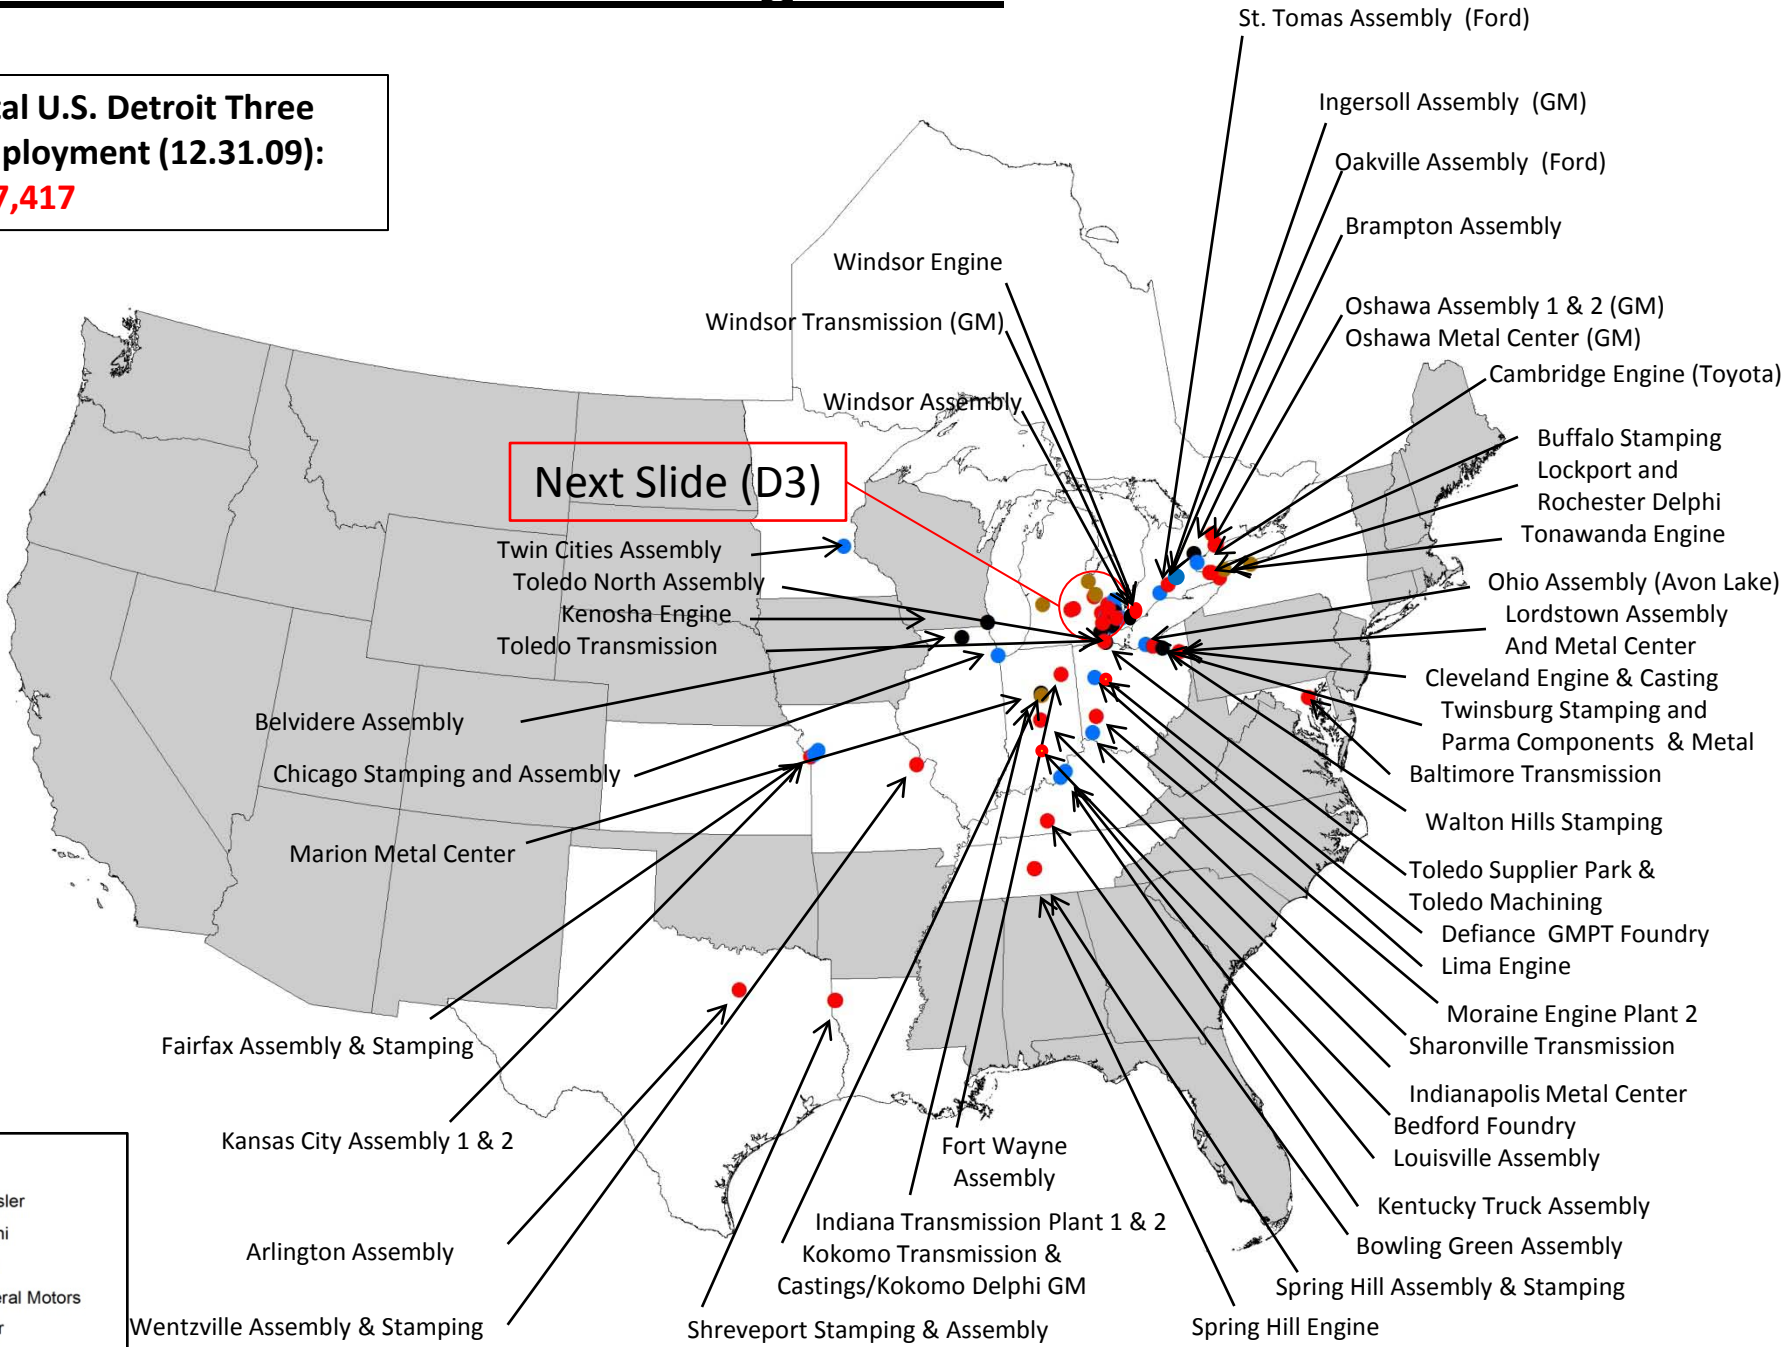 St. Tomas Assembly (Ford)
U.S. Detroit Three
(12.31.09):
Ingersoll Assembly (GM)
Oakville Assembly (Ford)
Brampton Assembly
Windsor Engine
Windsor Transmission (GM)
Oshawa Assembly 1 & 2 (GM)
Oshawa Metal Center (GM)
Cambridge Engine (Toyota)
Windsor Assembly
Next Slide (D3)
Buffalo Stamping
Lockport and
Rochester Delphi
Tonawanda Engine
Twin Cities Assembly
Toledo North Assembly
Kenosha Engine
Toledo Transmission
Ohio Assembly (Avon Lake)
Lordstown Assembly
And Metal Center
Cleveland Engine & Casting
Twinsburg Stamping and
Parma Components & Metal
Baltimore Transmission
Belvidere Assembly
Chicago Stamping and Assembly
Marion Metal Center
Walton Hills Stamping
Toledo Supplier Park &
Toledo Machining
Defiance GMPT Foundry
Lima Engine
Moraine Engine Plant 2
Sharonville Transmission
Indianapolis Metal Center
Bedford Foundry
Louisville Assembly
Kentucky Truck Assembly
Bowling Green Assembly
Spring Hill Assembly & Stamping
Spring Hill Engine
Fairfax Assembly & Stamping
Kansas City Assembly 1 & 2
Arlington Assembly
Wentzville Assembly & Stamping
Fort Wayne
Assembly
Indiana Transmission Plant 1 & 2
Kokomo Transmission &
Castings/Kokomo Delphi GM
Shreveport Stamping & Assembly
Motors